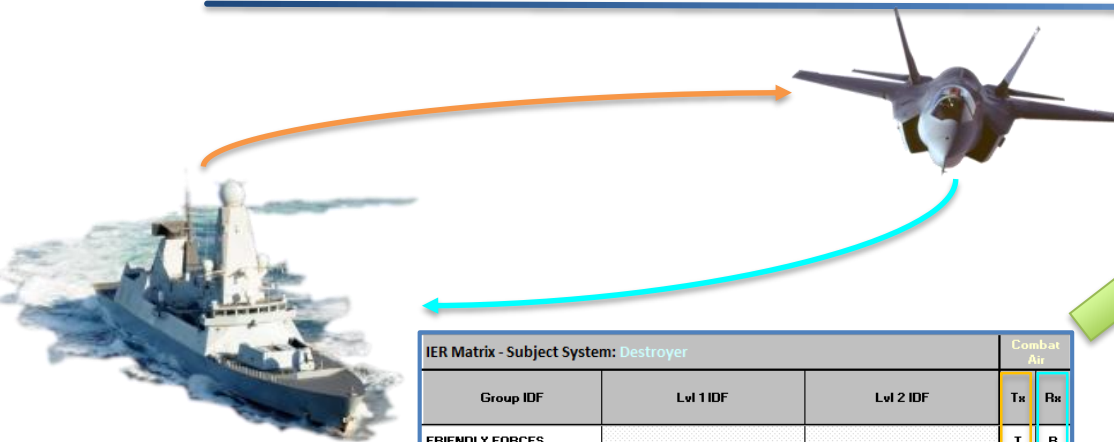 IER Matrix - Subject System: Destroyer
Combat
Air
Group IDF Lvl 1 IDF Lvl 2 IDF Tx Rx
FRIENDLY FORCES T R